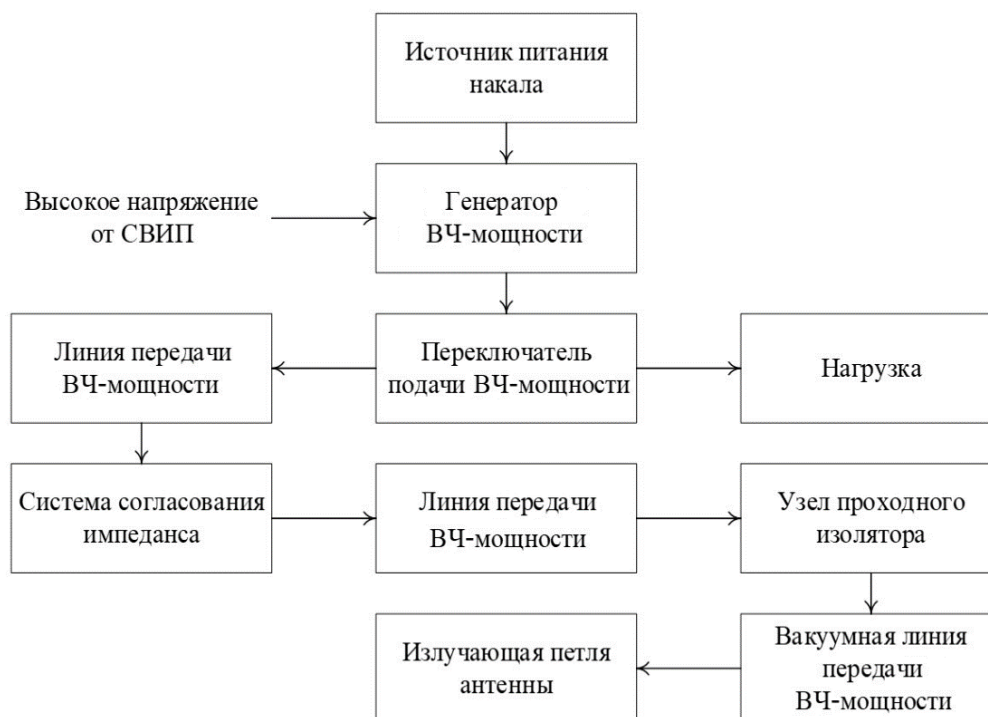 Источник питания
накала
Высокое напряжение
от СВИП
Генератор
ВЧ-мощности
Линия передачи
ВЧ-мощности
Переключатель
подачи ВЧ-мощности
Нагрузка
Система согласования
импеданса
Линия передачи
ВЧ-мощности
Узел проходного
изолятора
Излучающая петля
антенны
Вакуумная линия
передачи
ВЧ-мощности